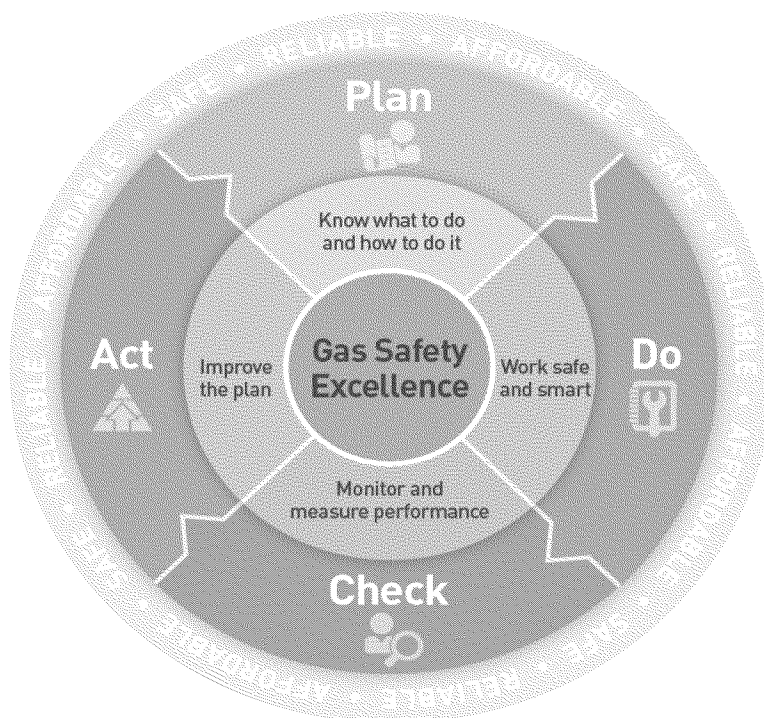 SAFE • RELIABLE • AFFORDABLE • SAFE • RELIABLE • AFFORDABLE • SAFE • RELIABLE • AFFORDABLE • SAFE • RELIABLE • AFFORDABLE •
Plan
Know what to do
and how to do it
Act
Improve
the plan
Gas Safety
Excellence
Work safe
and smart
Do
Monitor and
measure performance
Check